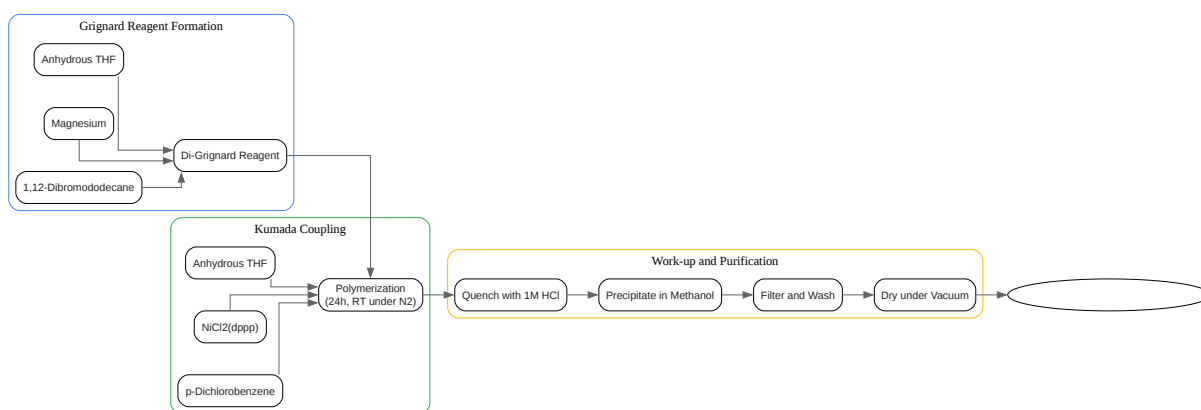 Grignard Reagent Formation
Anhydrous THF
Magnesium
Di-Grignard Reagent
1,12-Dibromododecane
Kumada Coupling
Anhydrous THF
Polymerization
(24h, RT under N2)
NiCl2(dppp)
p-Dichlorobenzene
Work-up and Purification
Quench with 1M HCl
Precipitate in Methanol
Filter and Wash
Dry under Vacuum